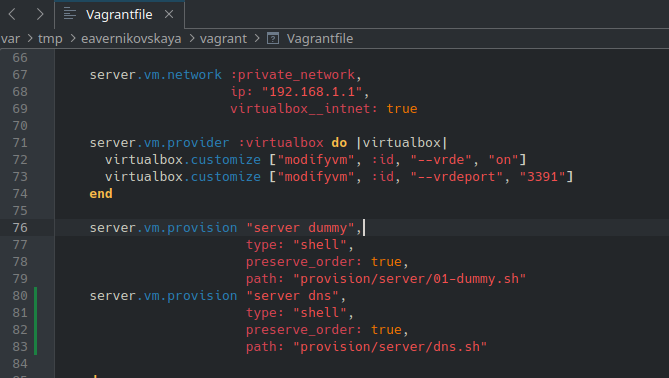 Vagrantfile
var > tmp > eavernikovskaya > vagrant > Vagrantfile
66
67 server.vm.network :private_network,
68 ip: "192.168.1.1",
69 virtualbox__intnet: true
70
71 server.vm.provider :virtualbox do |virtualbox|
72 virtualbox.customize ["modifyvm", :id, "--vrde", "on"]
73 virtualbox.customize ["modifyvm", :id, "--vrdeport", "3391"]
74 end
75
76 server.vm.provision "server dummy",
77 type: "shell",
78 preserve_order: true,
79 path: "provision/server/01-dummy.sh"
80 server.vm.provision "server dns",
81 type: "shell",
82 preserve_order: true,
83 path: "provision/server/dns.sh"
84